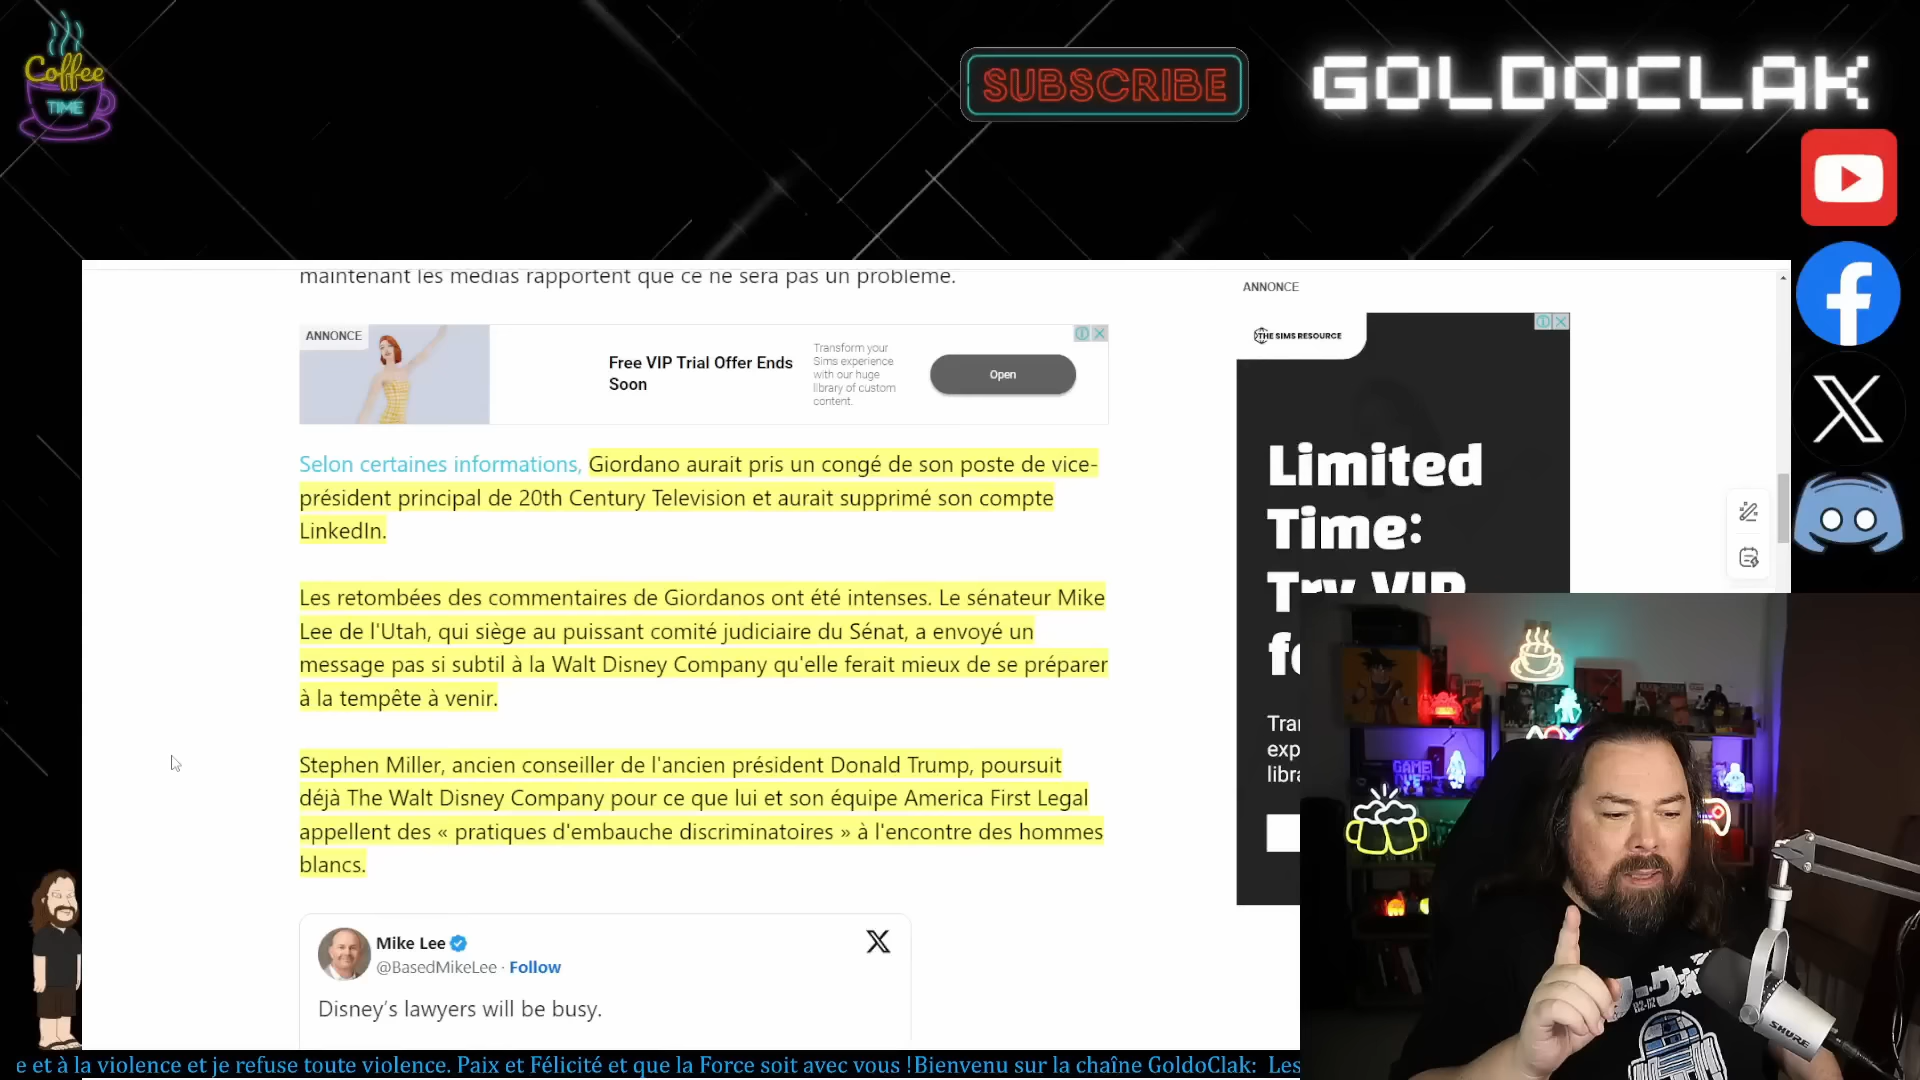 Coffee
TIME
SUBSCRIBE
GOLDOCLAK
maintenant les médias rapportent que ce ne sera pas un problème.
ANNONCE
Free VIP Trial Offer Ends
Soon
Transform your
Sims experience
with our huge
library of custom
content.
Open
Selon certaines informations, Giordano aurait pris un congé de son poste de vice-
président principal de 20th Century Television et aurait supprimé son compte
LinkedIn.
Les retombées des commentaires de Giordanos ont été intenses. Le sénateur Mike
Lee de l'Utah, qui siège au puissant comité judiciaire du Sénat, a envoyé un
message pas si subtil à la Walt Disney Company qu'elle ferait mieux de se préparer
à la tempête à venir.
Stephen Miller, ancien conseiller de l'ancien président Donald Trump, poursuit
déjà The Walt Disney Company pour ce que lui et son équipe America First Legal
appellent des « pratiques d'embauche discriminatoires » à l'encontre des hommes
blancs.
Mike Lee
@BasedMikeLee · Follow
Disney's lawyers will be busy.
ANNONCE
THE SIMS RESOURCE
Limited
Time:
Try VIP
GAME
SHURE
R2-D2
e et à la violence et je refuse toute violence. Paix et Félicité et que la Force soit avec vous !Bienvenu sur la chaîne GoldoClak: Les